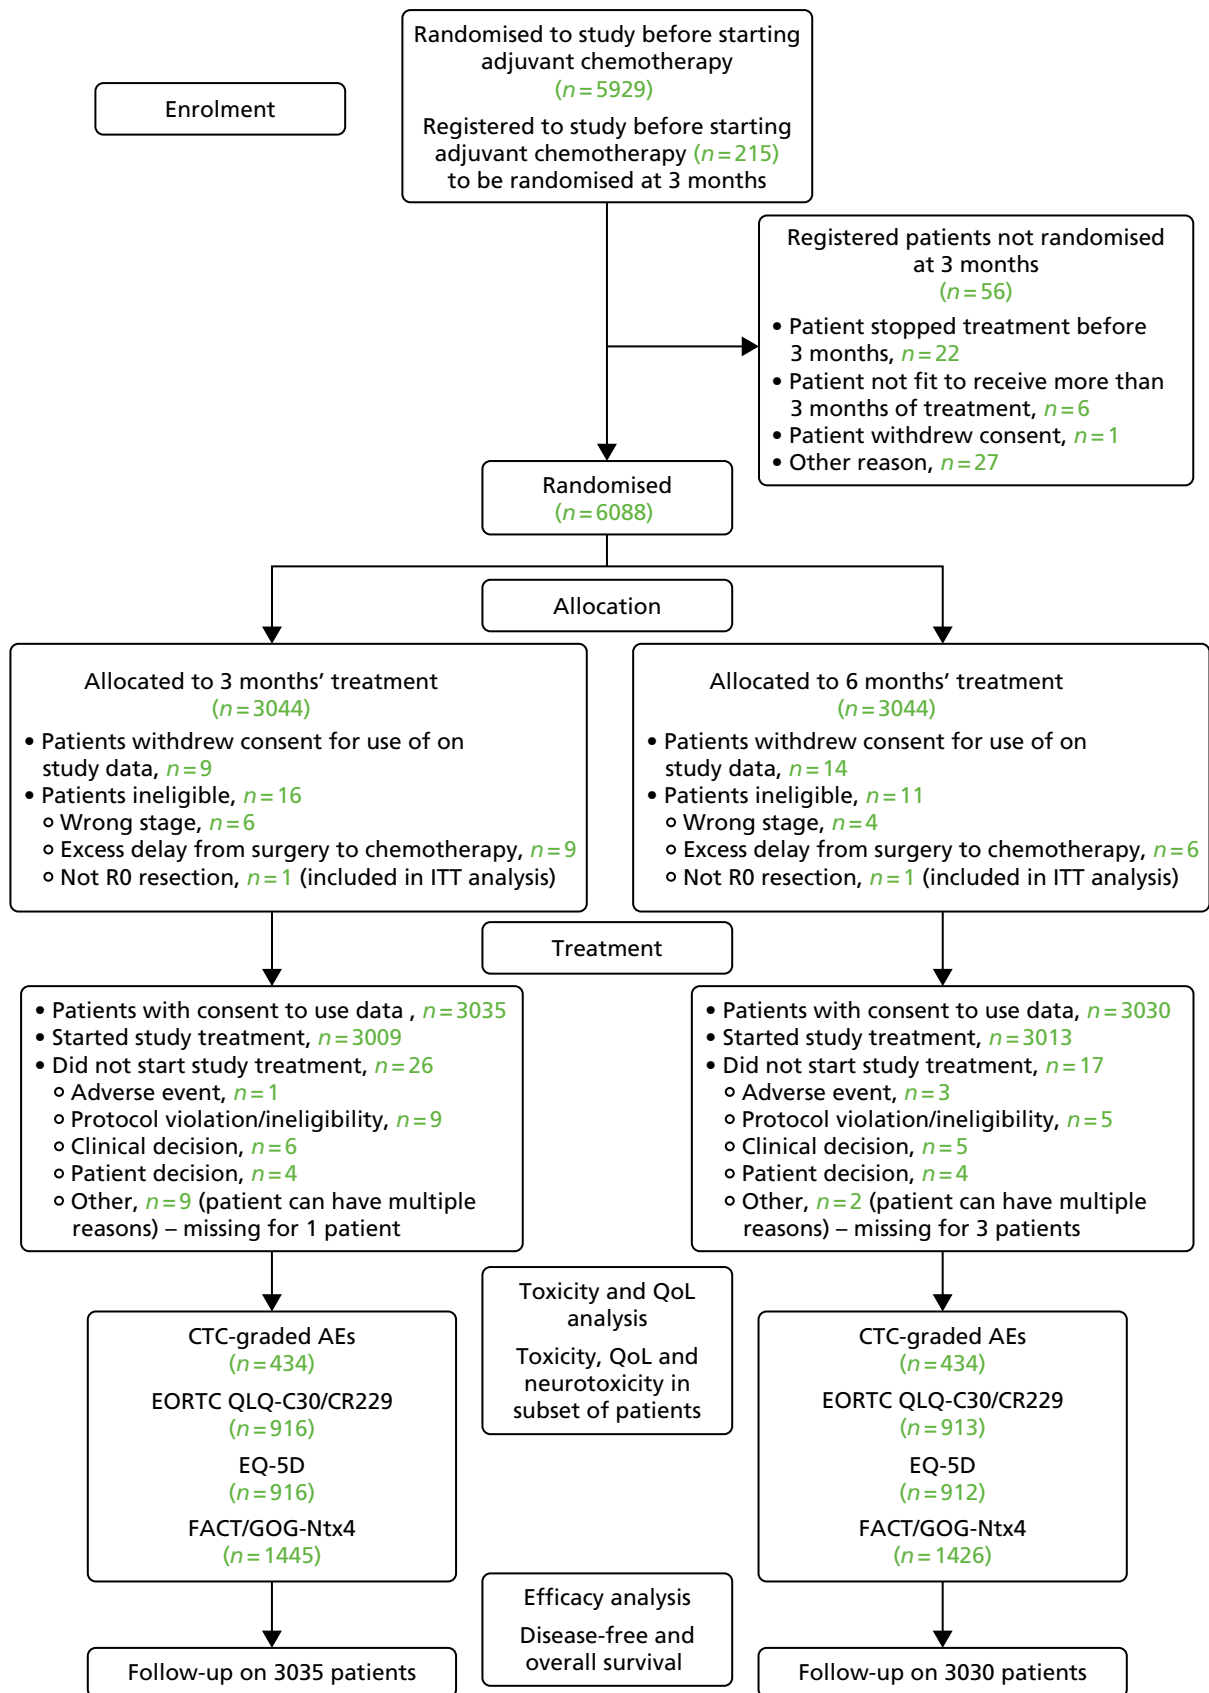 Enrolment
Randomised to study before starting
adjuvant chemotherapy
(n=5929)
Registered to study before starting
adjuvant chemotherapy (n=215)
to be randomised at 3 months
Registered patients not randomised
at 3 months
(n=56)
• Patient stopped treatment before
3 months, n=22
• Patient not fit to receive more than
3 months of treatment, n=6
• Patient withdrew consent, n=1
• Other reason, n=27
Randomised
(n=6088)
Allocation
Allocated to 3 months’ treatment
(n=3044)
• Patients withdrew consent for use of on
study data, n=9
• Patients ineligible, n=16
Wrong stage, n=6
Excess delay from surgery to chemotherapy, n=9
Not R0 resection, n=1 (included in ITT analysis)
Allocated to 6 months’ treatment
(n=3044)
• Patients withdrew consent for use of on
study data, n=14
• Patients ineligible, n=11
Wrong stage, n=4
Excess delay from surgery to chemotherapy, n=6
Not R0 resection, n=1 (included in ITT analysis)
Treatment
• Patients with consent to use data , n=3035
• Started study treatment, n=3009
• Did not start study treatment, n=26
Adverse event, n=1
Protocol violation/ineligibility, n=9
Clinical decision, n=6
Patient decision, n=4
Other, n=9 (patient can have multiple
reasons) – missing for 1 patient
• Patients with consent to use data, n=3030
• Started study treatment, n=3013
• Did not start study treatment, n=17
Adverse event, n=3
Protocol violation/ineligibility, n=5
Clinical decision, n=5
Patient decision, n=4
Other, n=2 (patient can have multiple
reasons) – missing for 3 patients
Toxicity and QoL
analysis
Toxicity, QoL and
neurotoxicity in
subset of patients
CTC-graded AEs
(n=434)
EORTC QLQ-C30/CR229
(n=916)
EQ-5D
(n=916)
FACT/GOG-Ntx4
(n=1445)
CTC-graded AEs
(n=434)
EORTC QLQ-C30/CR229
(n=913)
EQ-5D
(n=912)
FACT/GOG-Ntx4
(n=1426)
Efficacy analysis
Disease-free and
overall survival
Follow-up on 3035 patients
Follow-up on 3030 patients